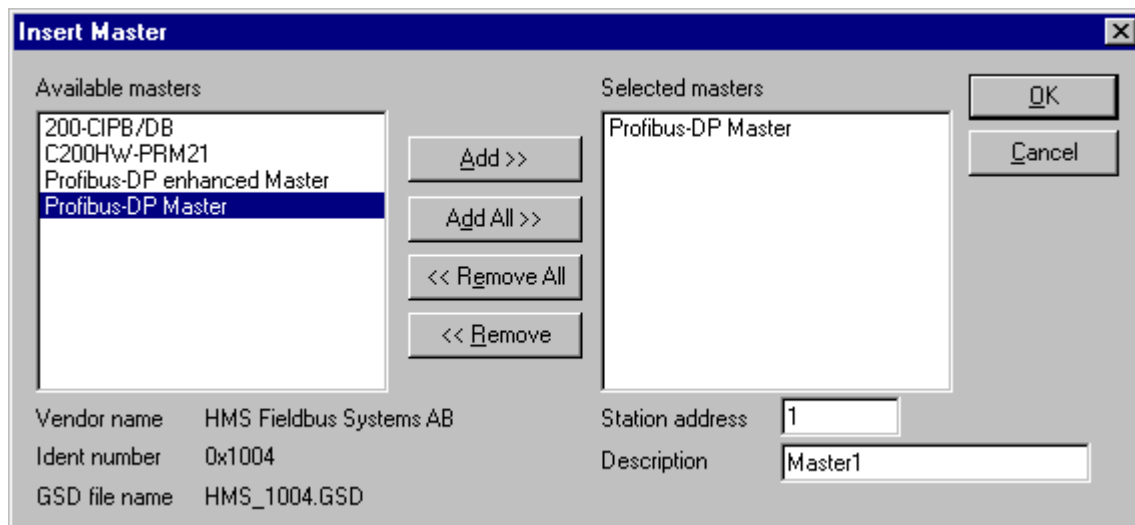 Insert Master
Available masters
200-CIPB/DB
C200HW-PRM21
Profibus-DP enhanced Master
Profibus-DP Master
Add >>
Add All >>
<< Remove All
<< Remove
Selected masters
Profibus-DP Master
OK
Cancel
Vendor name HMS Fieldbus Systems AB
Ident number 0x1004
GSD file name HMS_1004.GSD
Station address 1
Description Master1